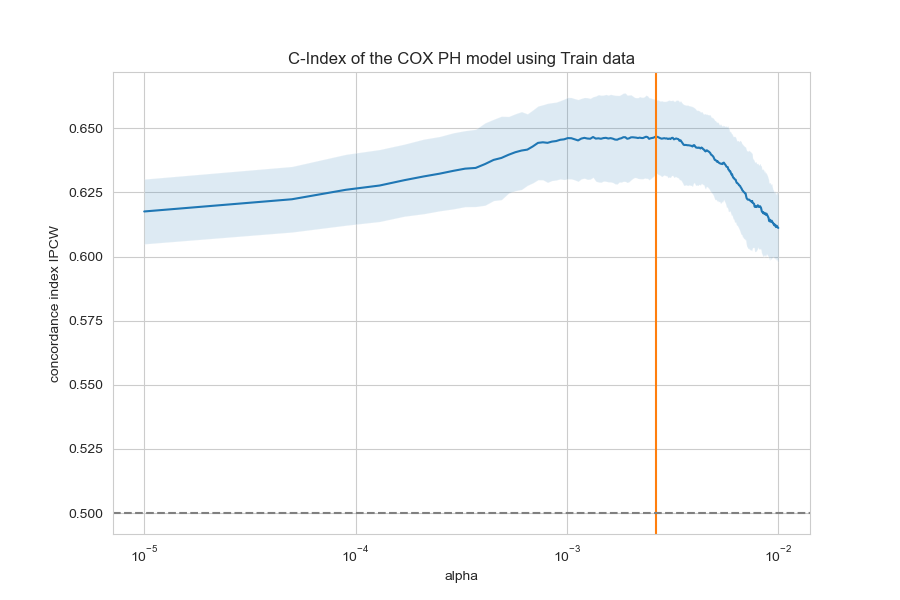 C-Index of the COX PH model using Train data
concordance index IPCW
0.650
0.625
0.600
0.575
0.550
0.525
0.500
10⁻⁵ 10⁻⁴ 10⁻³ 10⁻²
alpha